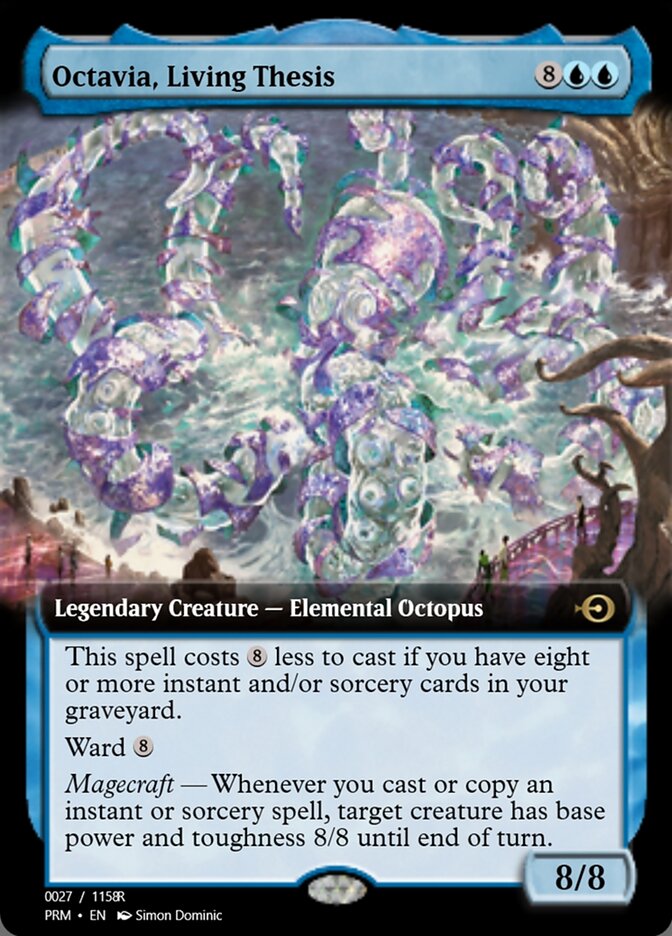 Octavia, Living Thesis 8
Legendary Creature — Elemental Octopus
This spell costs 8 less to cast if you have eight
or more instant and/or sorcery cards in your
graveyard.
Ward 8
Magecraft — Whenever you cast or copy an
instant or sorcery spell, target creature has base
power and toughness 8/8 until end of turn.
8/8
0027 / 1158R
PRM • EN Simon Dominic